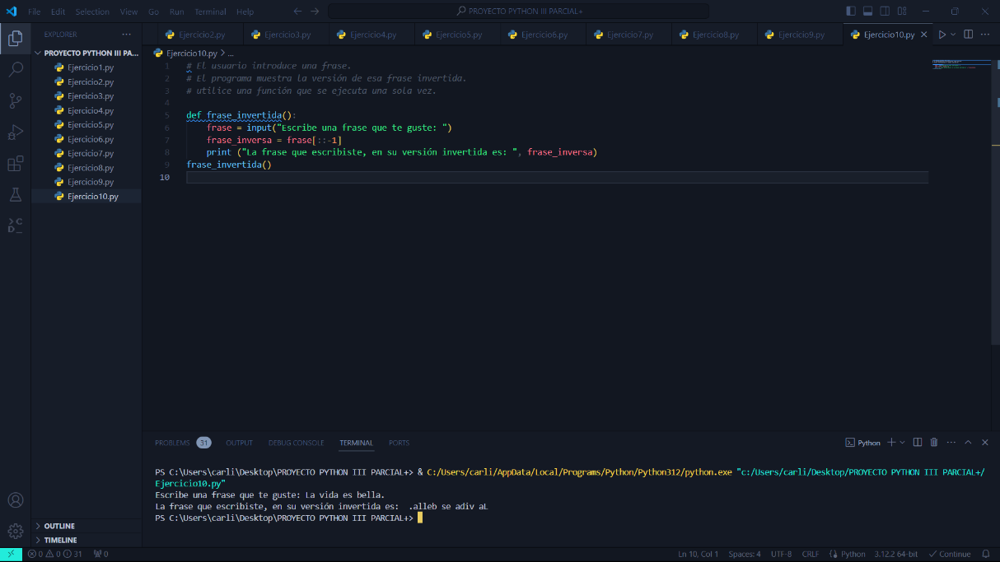 File Edit Selection View Go Run Terminal Help PROYECTO PYTHON III PARCIAL+
EXPLORER
Ejercicio2.py Ejercicio3.py Ejercicio4.py Ejercicio5.py Ejercicio6.py Ejercicio7.py Ejercicio8.py Ejercicio9.py Ejercicio10.py
PROYECTO PYTHON III PA...
Ejercicio1.py
Ejercicio2.py
Ejercicio3.py
Ejercicio4.py
Ejercicio5.py
Ejercicio6.py
Ejercicio7.py
Ejercicio8.py
Ejercicio9.py
Ejercicio10.py
OUTLINE
TIMELINE
Ejercicio10.py > ...
1 # El usuario introduce una frase.
2 # El programa muestra la versión de esa frase invertida.
3 # utilice una función que se ejecuta una sola vez.
4
5 def frase_invertida():
6 frase = input("Escribe una frase que te guste: ")
7 frase_inversa = frase[::-1]
8 print ("La frase que escribiste, en su versión invertida es: ", frase_inversa)
9 frase_invertida()
10
PROBLEMS 31 OUTPUT DEBUG CONSOLE TERMINAL PORTS Python
PS C:\Users\carli\Desktop\PROYECTO PYTHON III PARCIAL+> & C:/Users/carli/AppData/Local/Programs/Python/Python312/python.exe "c:/Users/carli/Desktop/PROYECTO PYTHON III PARCIAL+/
Ejercicio10.py"
Escribe una frase que te guste: La vida es bella.
La frase que escribiste, en su versión invertida es:  .alleb se adiv aL
PS C:\Users\carli\Desktop\PROYECTO PYTHON III PARCIAL+>
0 0 31 0 Ln 10, Col 1 Spaces: 4 UTF-8 CRLF Python 3.12.2 64-bit Continue